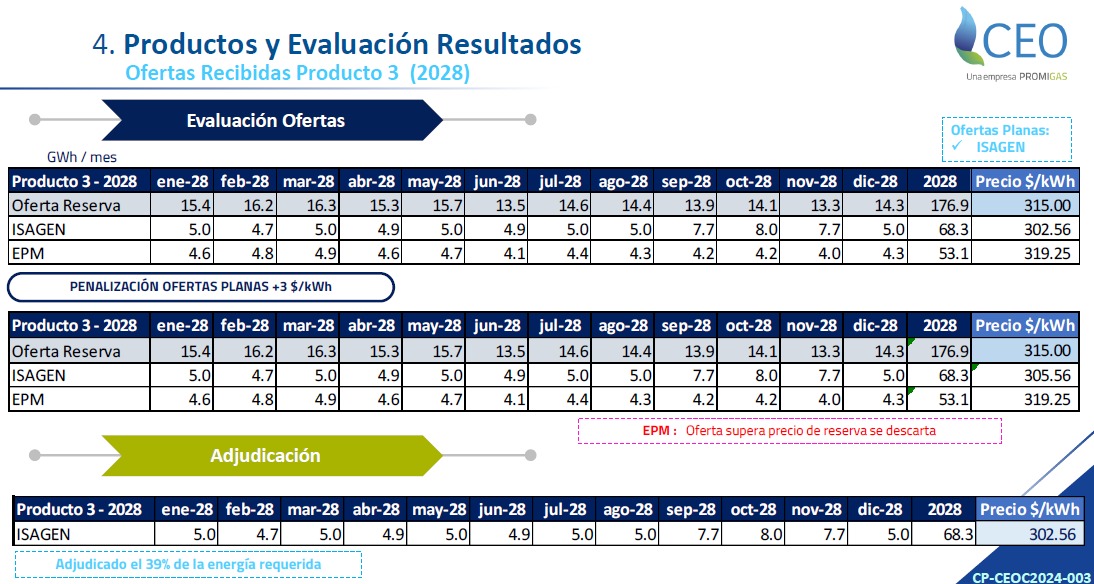 4. Productos y Evaluación Resultados
Ofertas Recibidas Producto 3 (2028)
CEO
Una empresa PROMIGAS
Evaluación Ofertas
Ofertas Planas:
✓ ISAGEN
GWh / mes
Producto 3 - 2028 ene-28 feb-28 mar-28 abr-28 may-28 jun-28 jul-28 ago-28 sep-28 oct-28 nov-28 dic-28 2028 Precio $/kWh
Oferta Reserva 15.4 16.2 16.3 15.3 15.7 13.5 14.6 14.4 13.9 14.1 13.3 14.3 176.9 315.00
ISAGEN 5.0 4.7 5.0 4.9 5.0 4.9 5.0 5.0 7.7 8.0 7.7 5.0 68.3 302.56
EPM 4.6 4.8 4.9 4.6 4.7 4.1 4.4 4.3 4.2 4.2 4.0 4.3 53.1 319.25
PENALIZACIÓN OFERTAS PLANAS +3 $/kWh
Producto 3 - 2028 ene-28 feb-28 mar-28 abr-28 may-28 jun-28 jul-28 ago-28 sep-28 oct-28 nov-28 dic-28 2028 Precio $/kWh
Oferta Reserva 15.4 16.2 16.3 15.3 15.7 13.5 14.6 14.4 13.9 14.1 13.3 14.3 176.9 315.00
ISAGEN 5.0 4.7 5.0 4.9 5.0 4.9 5.0 5.0 7.7 8.0 7.7 5.0 68.3 305.56
EPM 4.6 4.8 4.9 4.6 4.7 4.1 4.4 4.3 4.2 4.2 4.0 4.3 53.1 319.25
EPM : Oferta supera precio de reserva se descarta
Adjudicación
Producto 3 - 2028 ene-28 feb-28 mar-28 abr-28 may-28 jun-28 jul-28 ago-28 sep-28 oct-28 nov-28 dic-28 2028 Precio $/kWh
ISAGEN 5.0 4.7 5.0 4.9 5.0 4.9 5.0 5.0 7.7 8.0 7.7 5.0 68.3 302.56
Adjudicado el 39% de la energía requerida
CP-CEOC2024-003